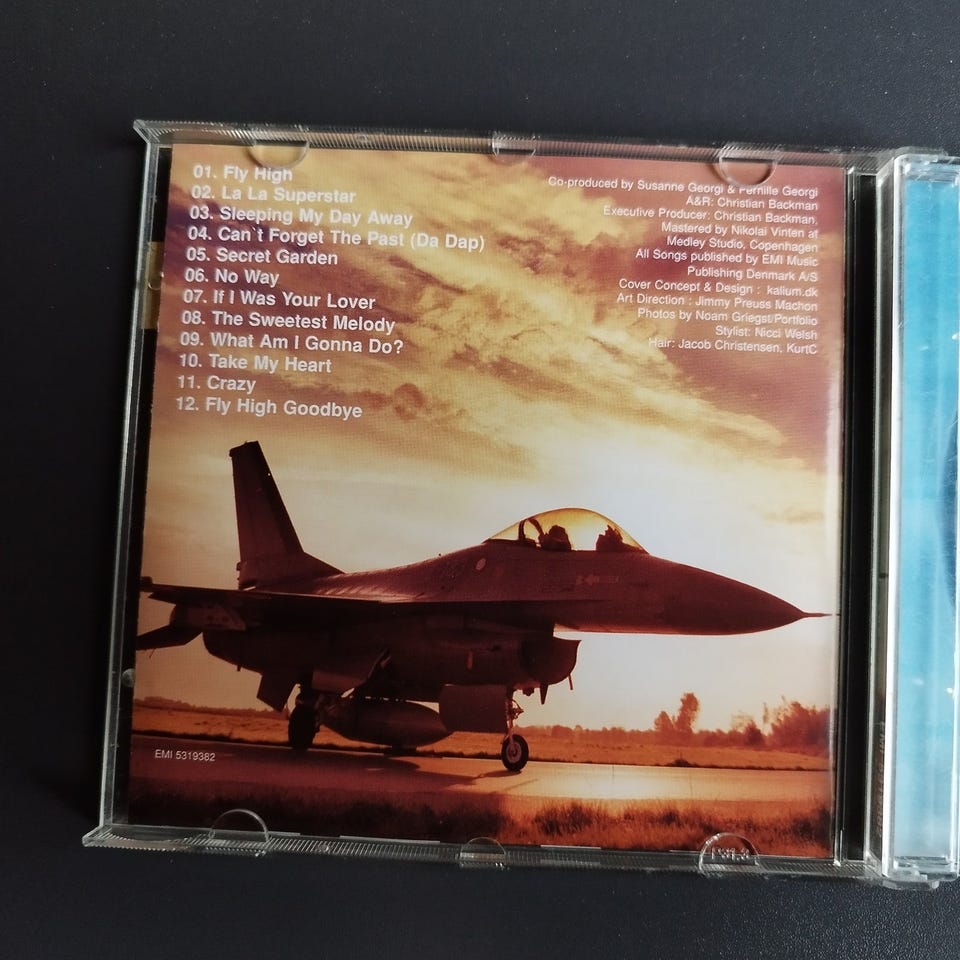 01. Fly High
02. La La Superstar
03. Sleeping My Day Away
04. Can`t Forget The Past (Da Dap)
05. Secret Garden
06. No Way
07. If I Was Your Lover
08. The Sweetest Melody
09. What Am I Gonna Do?
10. Take My Heart
11. Crazy
12. Fly High Goodbye
Co-produced by Susanne Georgi & Pernille Georgi
A&R: Christian Backman
Executive Producer: Christian Backman,
Mastered by Nikolai Vinten at
Medley Studio, Copenhagen
All Songs published by EMI Music
Publishing Denmark A/S
Cover Concept & Design : kalium.dk
Art Direction : Jimmy Preuss Machon
Photos by Noam Griegst/Portfolio
Stylist: Nicci Welsh
Hair: Jacob Christensen, KurtC
EMI 5319382